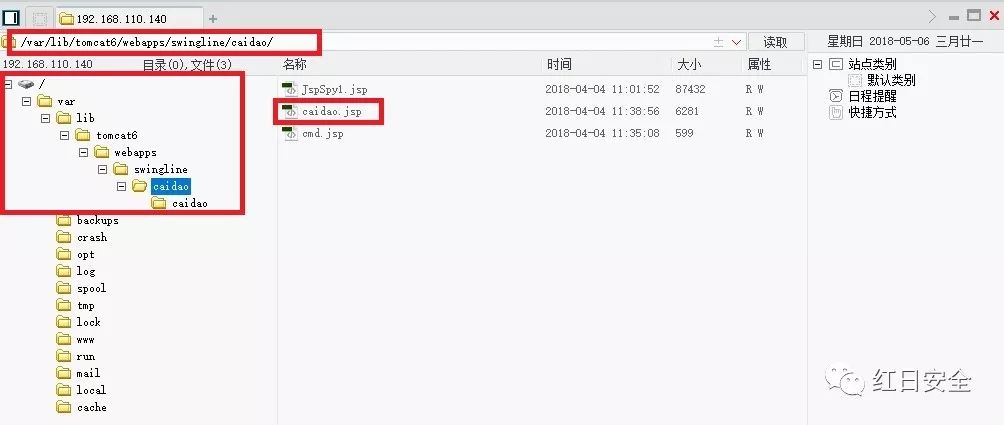 192.168.110.140
/var/lib/tomcat6/webapps/swingline/caidao/
读取
星期日 2018-05-06 三月廿一
192.168.110.140 目录(0),文件(3)
名称 时间 大小 属性
/
var
lib
tomcat6
webapps
swingline
caidao
caidao
backups
crash
opt
log
spool
tmp
lock
www
run
mail
local
cache
JspSpy1.jsp 2018-04-04 11:01:52 87432 R W
caidao.jsp 2018-04-04 11:38:56 6281 R W
cmd.jsp 2018-04-04 11:35:08 599 R W
站点类别
默认类别
日程提醒
快捷方式
红日安全